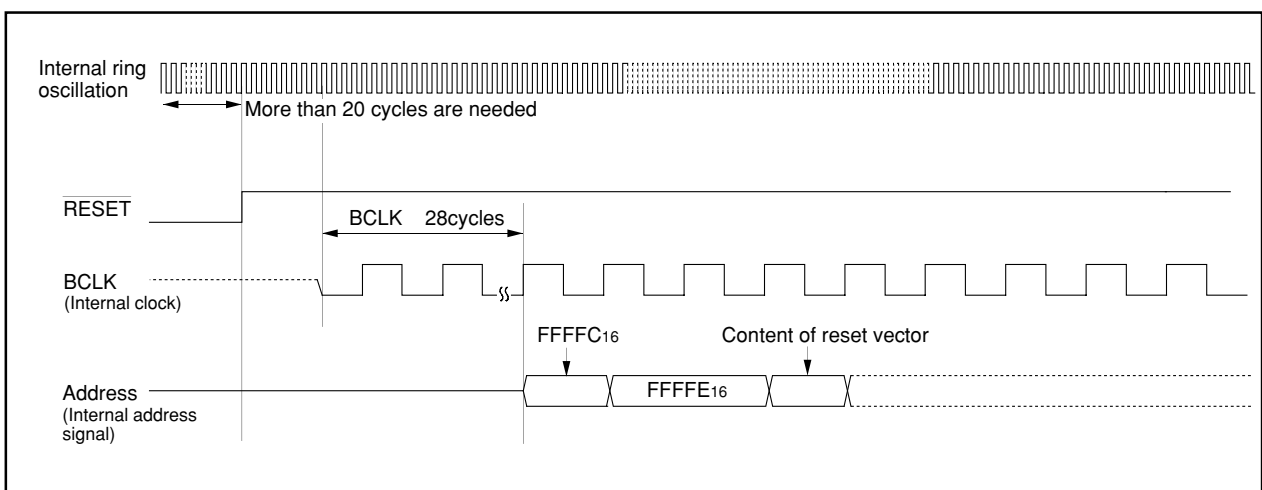 Internal ring
oscillation
More than 20 cycles are needed
RESET
BCLK 28cycles
BCLK
(Internal clock)
FFFFC16
Content of reset vector
Address
(Internal address
signal)
FFFFE16